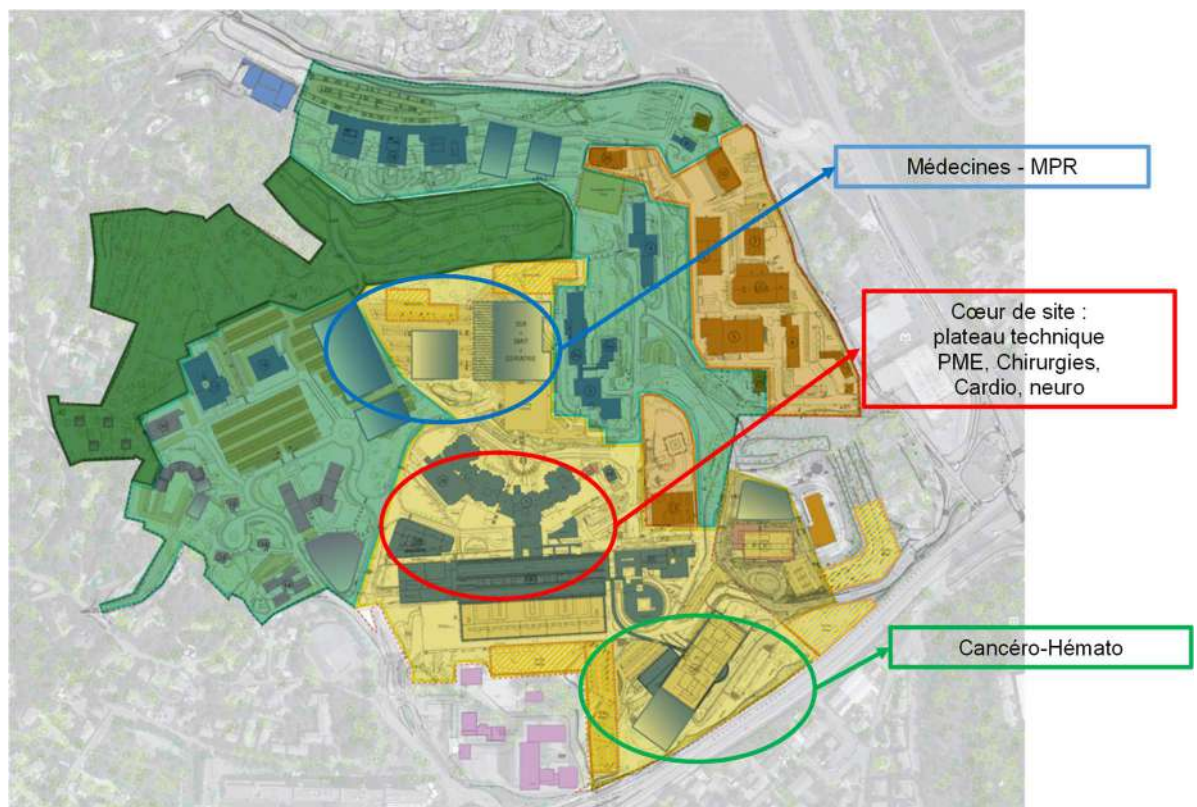 Médecines - MPR
Cœur de site :
plateau technique
PME, Chirurgies,
Cardio, neuro
Cancéro-Hémato